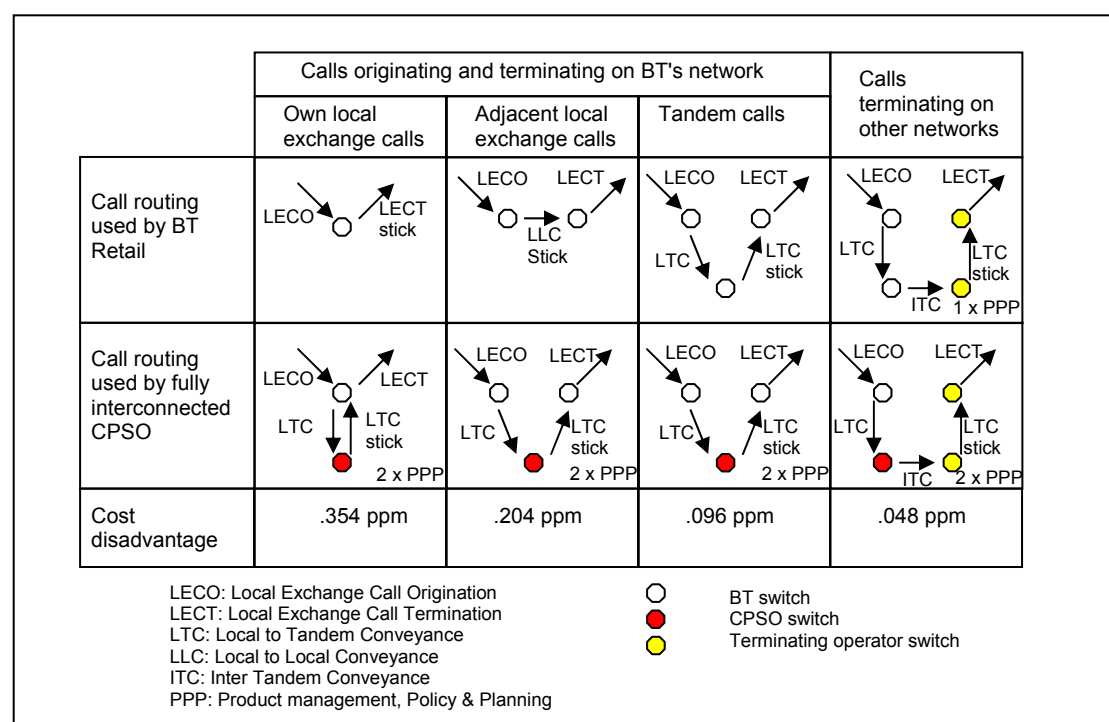 Calls originating and terminating on BT's network
Calls
terminating on
other networks
Own local
exchange calls
Adjacent local
exchange calls
Tandem calls
Call routing
used by BT
Retail
LECO
LECT
stick
LECO
LECT
LLC
Stick
LECO
LECT
LTC
LTC
stick
LECO
LECT
LTC
LTC
stick
ITC
1 x PPP
Call routing
used by fully
interconnected
CPSO
LECO
LECT
LTC
LTC
stick
2 x PPP
LECO
LECT
LTC
LTC
stick
2 x PPP
LECO
LECT
LTC
LTC
stick
2 x PPP
LECO
LECT
LTC
LTC
stick
ITC
2 x PPP
Cost
disadvantage
.354 ppm
.204 ppm
.096 ppm
.048 ppm
LECO: Local Exchange Call Origination
LECT: Local Exchange Call Termination
LTC: Local to Tandem Conveyance
LLC: Local to Local Conveyance
ITC: Inter Tandem Conveyance
PPP: Product management, Policy & Planning
BT switch
CPSO switch
Terminating operator switch